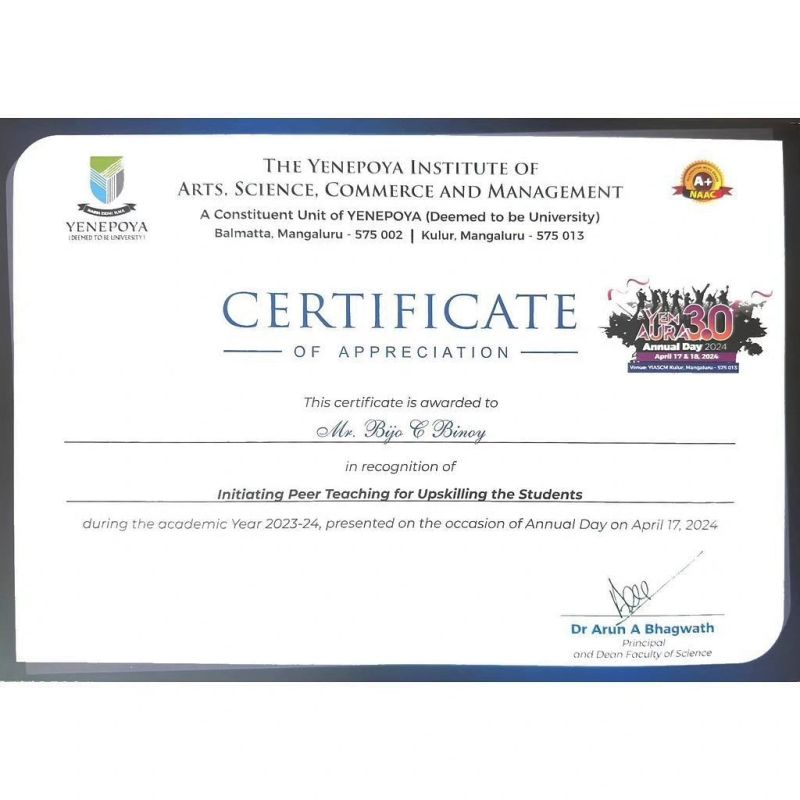 THE YENEPOYA INSTITUTE OF
ARTS, SCIENCE, COMMERCE AND MANAGEMENT
A Constituent Unit of YENEPOYA (Deemed to be University)
Balmatta, Mangaluru - 575 002 | Kulur, Mangaluru - 575 013
YENEPOYA
(DEEMED TO BE UNIVERSITY)
A+
NAAC
CERTIFICATE
OF APPRECIATION
YEN
AURA 3.0
Annual Day 2024
April 17 & 18, 2024
Venue: YIASCM Kulur, Mangaluru - 575 013
This certificate is awarded to
Mr. Bijo C Binoy
in recognition of
Initiating Peer Teaching for Upskilling the Students
during the academic Year 2023-24, presented on the occasion of Annual Day on April 17, 2024
Dr Arun A Bhagwath
Principal
and Dean Faculty of Science